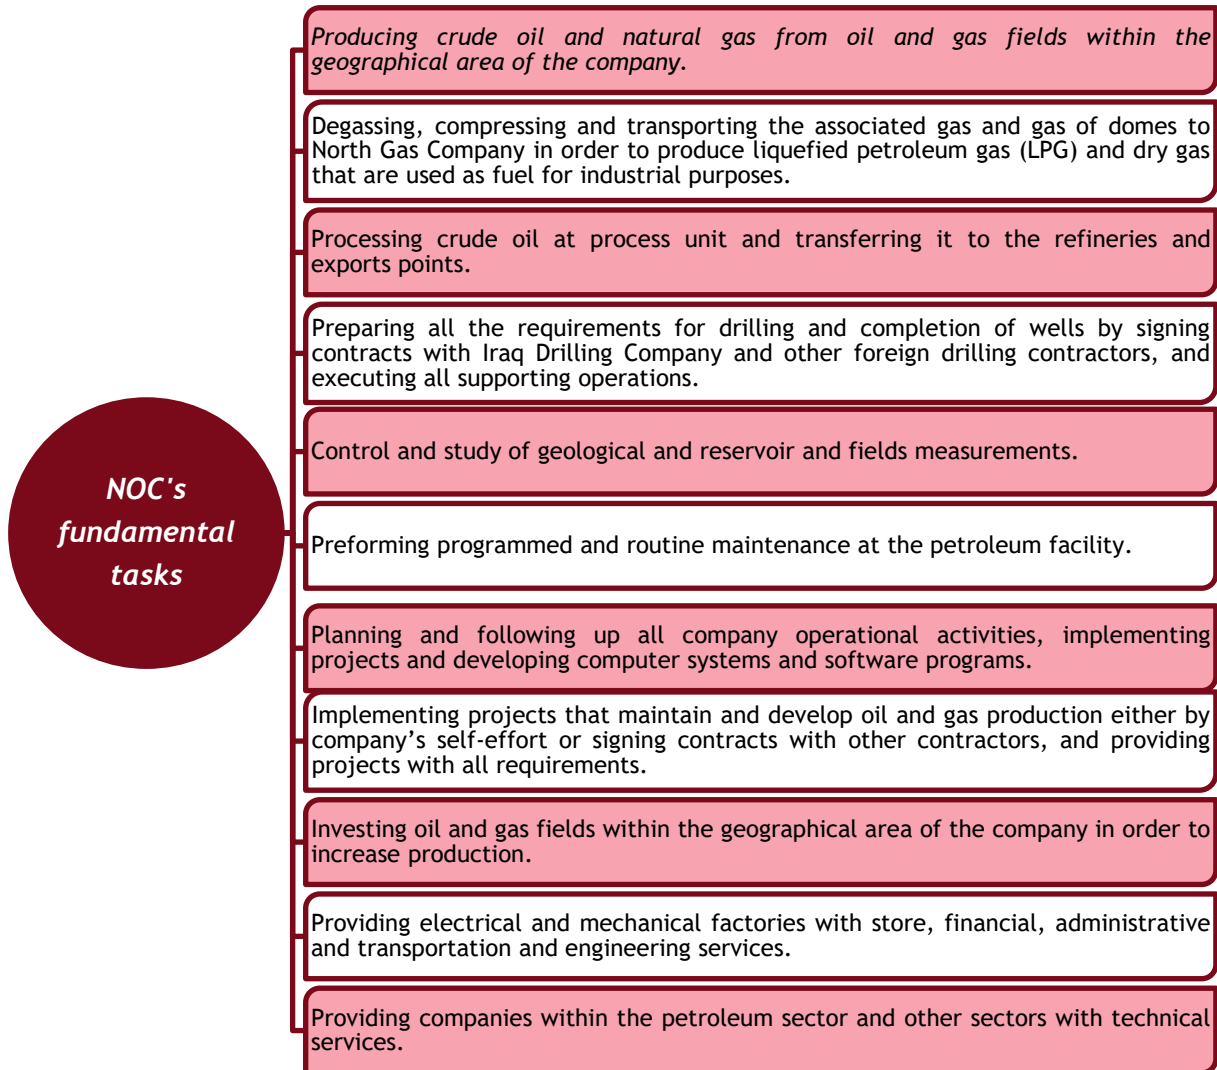 Producing crude oil and natural gas from oil and gas fields within the
geographical area of the company.
Degassing, compressing and transporting the associated gas and gas of domes to
North Gas Company in order to produce liquefied petroleum gas (LPG) and dry gas
that are used as fuel for industrial purposes.
Processing crude oil at process unit and transferring it to the refineries and
exports points.
Preparing all the requirements for drilling and completion of wells by signing
contracts with Iraq Drilling Company and other foreign drilling contractors, and
executing all supporting operations.
Control and study of geological and reservoir and fields measurements.
NOC's
fundamental
tasks
Preforming programmed and routine maintenance at the petroleum facility.
Planning and following up all company operational activities, implementing
projects and developing computer systems and software programs.
Implementing projects that maintain and develop oil and gas production either by
company’s self-effort or signing contracts with other contractors, and providing
projects with all requirements.
Investing oil and gas fields within the geographical area of the company in order to
increase production.
Providing electrical and mechanical factories with store, financial, administrative
and transportation and engineering services.
Providing companies within the petroleum sector and other sectors with technical
services.